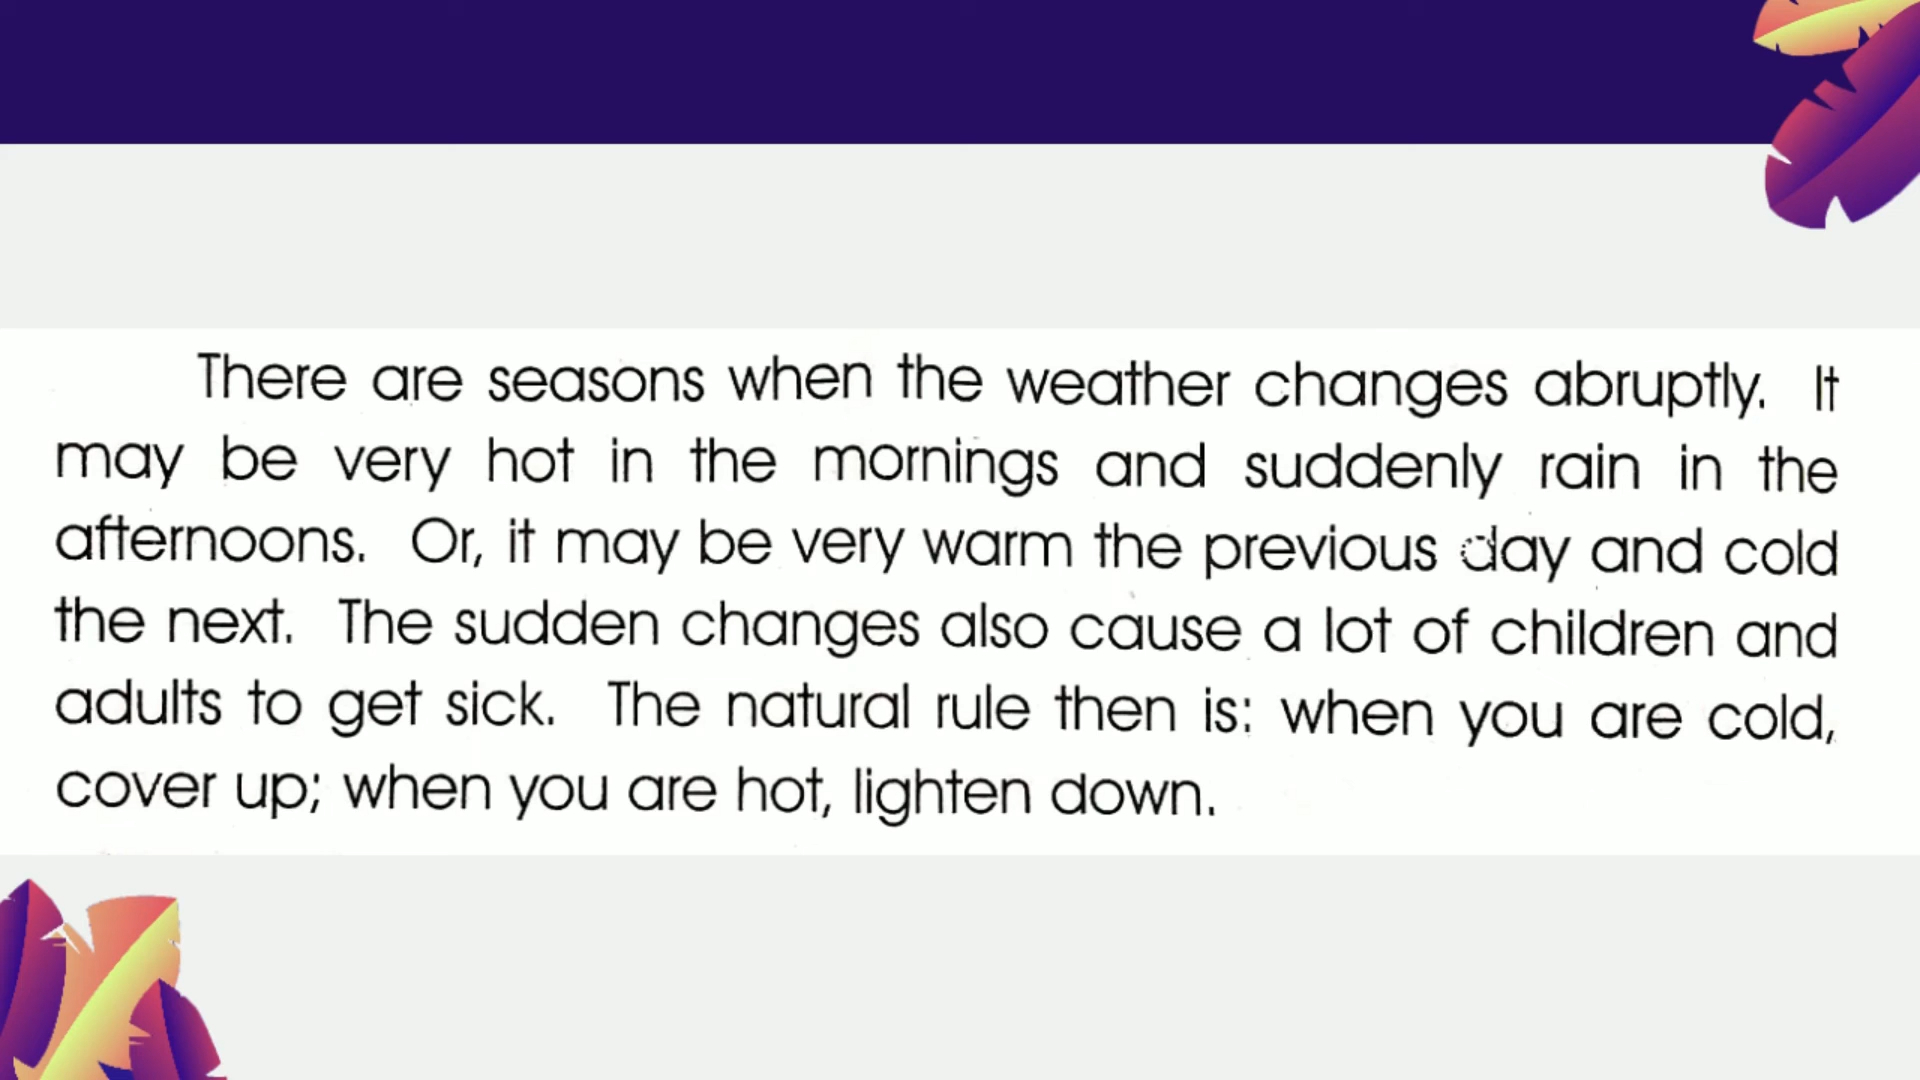 There are seasons when the weather changes abruptly. It
may be very hot in the mornings and suddenly rain in the
afternoons. Or, it may be very warm the previous day and cold
the next. The sudden changes also cause a lot of children and
adults to get sick. The natural rule then is: when you are cold,
cover up; when you are hot, lighten down.